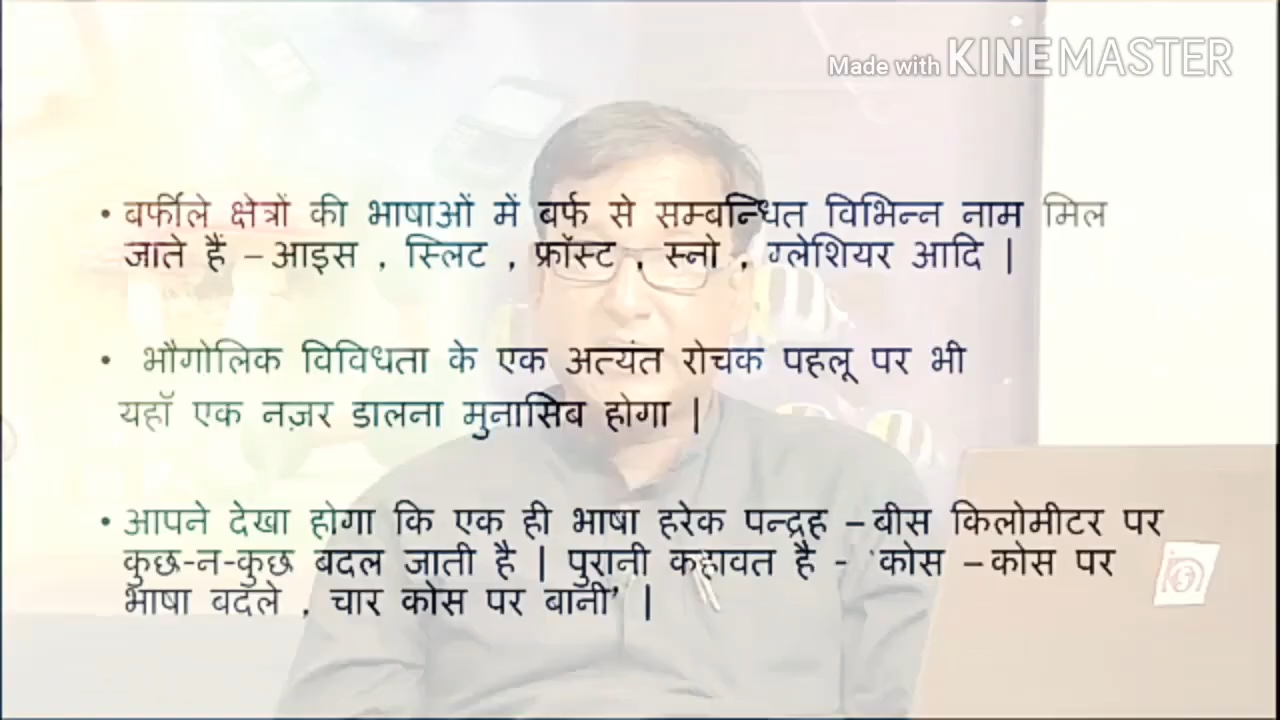 Made with KINEMASTER
• बर्फीले क्षेत्रों की भाषाओं में बर्फ से सम्बन्धित विभिन्न नाम मिल
जाते हैं – आइस , स्लिट , फ्रॉस्ट , स्नो , ग्लेशियर आदि |
• भौगोलिक विविधता के एक अत्यंत रोचक पहलू पर भी
यहाँ एक नज़र डालना मुनासिब होगा |
• आपने देखा होगा कि एक ही भाषा हरेक पन्द्रह – बीस किलोमीटर पर
कुछ-न-कुछ बदल जाती है | पुरानी कहावत है - 'कोस – कोस पर
भाषा बदले , चार कोस पर बानी' |